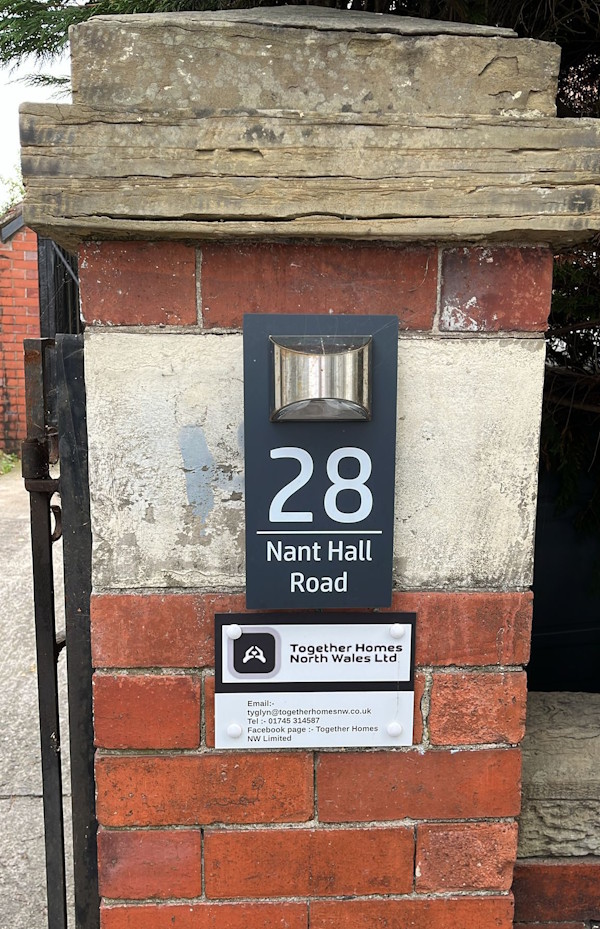 28
Nant Hall
Road
Together Homes
North Wales Ltd
Email:-
tyglyn@togetherhomesnw.co.uk
Tel :- 01745 314587
Facebook page :- Together Homes
NW Limited